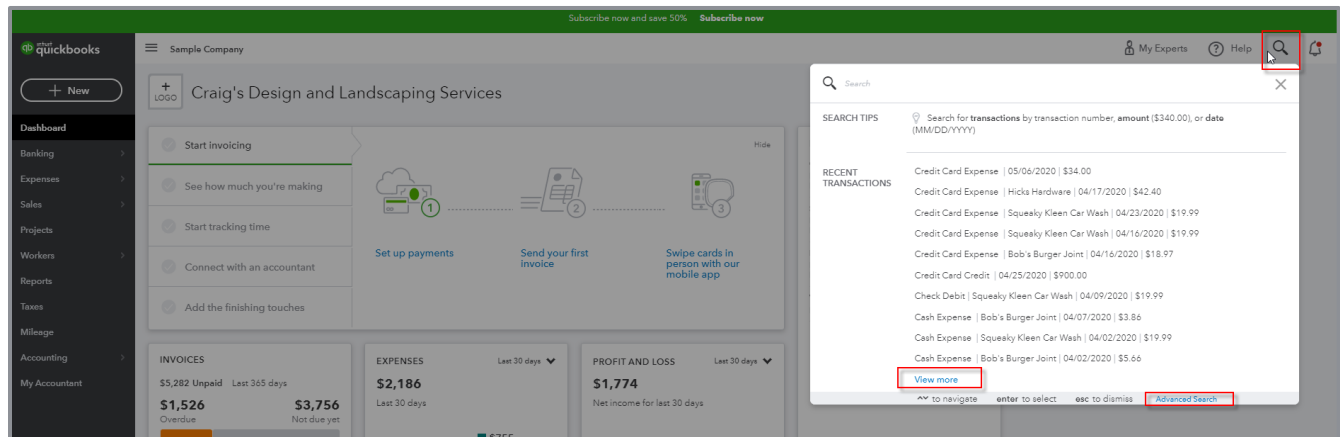 Subscribe now and save 50% Subscribe now
qb intuit quickbooks
Sample Company
My Experts
Help
+ New
+ LOGO
Craig's Design and Landscaping Services
Dashboard
Banking
Expenses
Sales
Projects
Workers
Reports
Taxes
Mileage
Accounting
My Accountant
Start invoicing
Hide
See how much you're making
Start tracking time
Connect with an accountant
Add the finishing touches
1
2
3
Set up payments
Send your first
invoice
Swipe cards in
person with our
mobile app
INVOICES
$5,282 Unpaid Last 365 days
$1,526
$3,756
Overdue
Not due yet
EXPENSES
Last 30 days
$2,186
Last 30 days
PROFIT AND LOSS
Last 30 days
$1,774
Net income for last 30 days
Search
SEARCH TIPS
Search for transactions by transaction number, amount ($340.00), or date
(MM/DD/YYYY)
RECENT
TRANSACTIONS
Credit Card Expense | 05/06/2020 | $34.00
Credit Card Expense | Hicks Hardware | 04/17/2020 | $42.40
Credit Card Expense | Squeaky Kleen Car Wash | 04/23/2020 | $19.99
Credit Card Expense | Squeaky Kleen Car Wash | 04/16/2020 | $19.99
Credit Card Expense | Bob's Burger Joint | 04/16/2020 | $18.97
Credit Card Credit | 04/25/2020 | $900.00
Check Debit | Squeaky Kleen Car Wash | 04/09/2020 | $19.99
Cash Expense | Bob's Burger Joint | 04/07/2020 | $3.86
Cash Expense | Squeaky Kleen Car Wash | 04/02/2020 | $19.99
Cash Expense | Bob's Burger Joint | 04/02/2020 | $5.66
View more
to navigate enter to select esc to dismiss Advanced Search